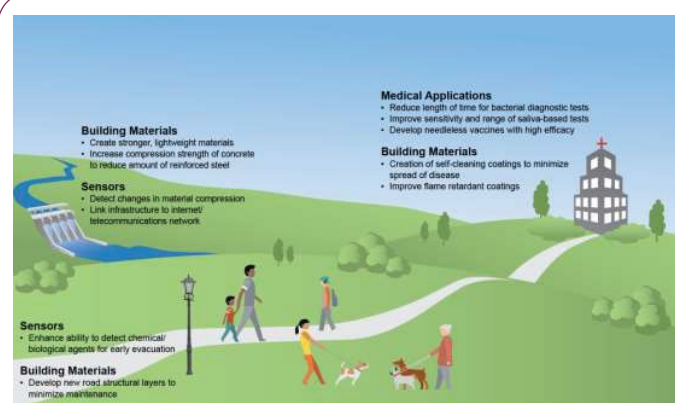 Building Materials
• Create stronger, lightweight materials
• Increase compression strength of concrete
to reduce amount of reinforced steel
Sensors
• Detect changes in material compression
• Link infrastructure to internet/
telecommunications network
Medical Applications
• Reduce length of time for bacterial diagnostic tests
• Improve sensitivity and range of saliva-based tests
• Develop needleless vaccines with high efficacy
Building Materials
• Creation of self-cleaning coatings to minimize
spread of disease
• Improve flame retardant coatings
Sensors
• Enhance ability to detect chemical/
biological agents for early evacuation
Building Materials
• Develop new road structural layers to
minimize maintenance